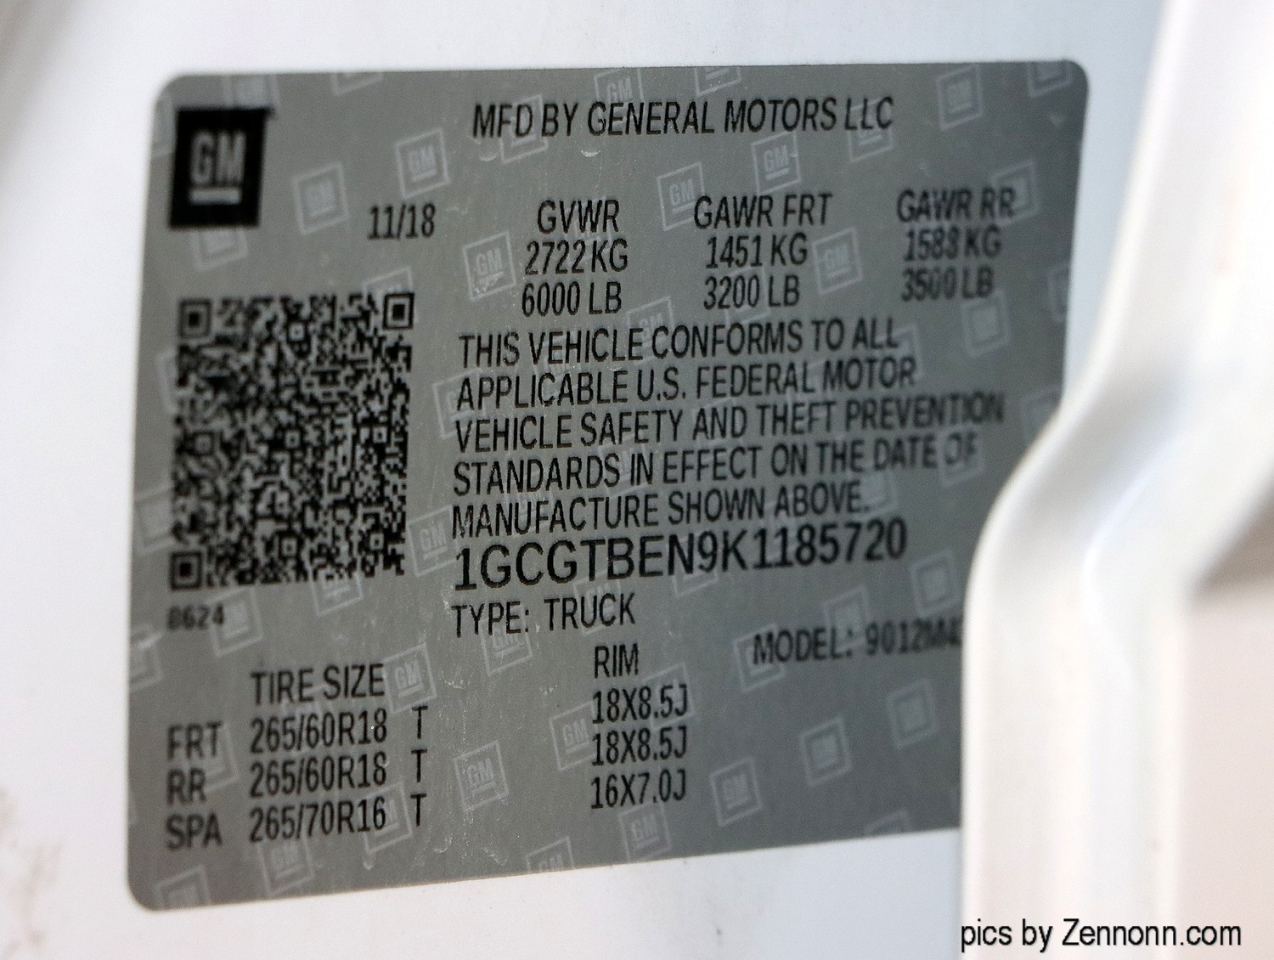 GM
MFD BY GENERAL MOTORS LLC
11/18 GVWR GAWR FRT GAWR RR
2722 KG 1451 KG 1588 KG
6000 LB 3200 LB 3500 LB
THIS VEHICLE CONFORMS TO ALL
APPLICABLE U.S. FEDERAL MOTOR
VEHICLE SAFETY AND THEFT PREVENTION
STANDARDS IN EFFECT ON THE DATE OF
MANUFACTURE SHOWN ABOVE.
1GCGTBEN9K1185720
8624
TYPE: TRUCK
MODEL:
TIRE SIZE RIM
FRT 265/60R18 T 18X8.5J
RR 265/60R18 T 18X8.5J
SPA 265/70R16 T 16X7.0J
pics by Zennonn.com